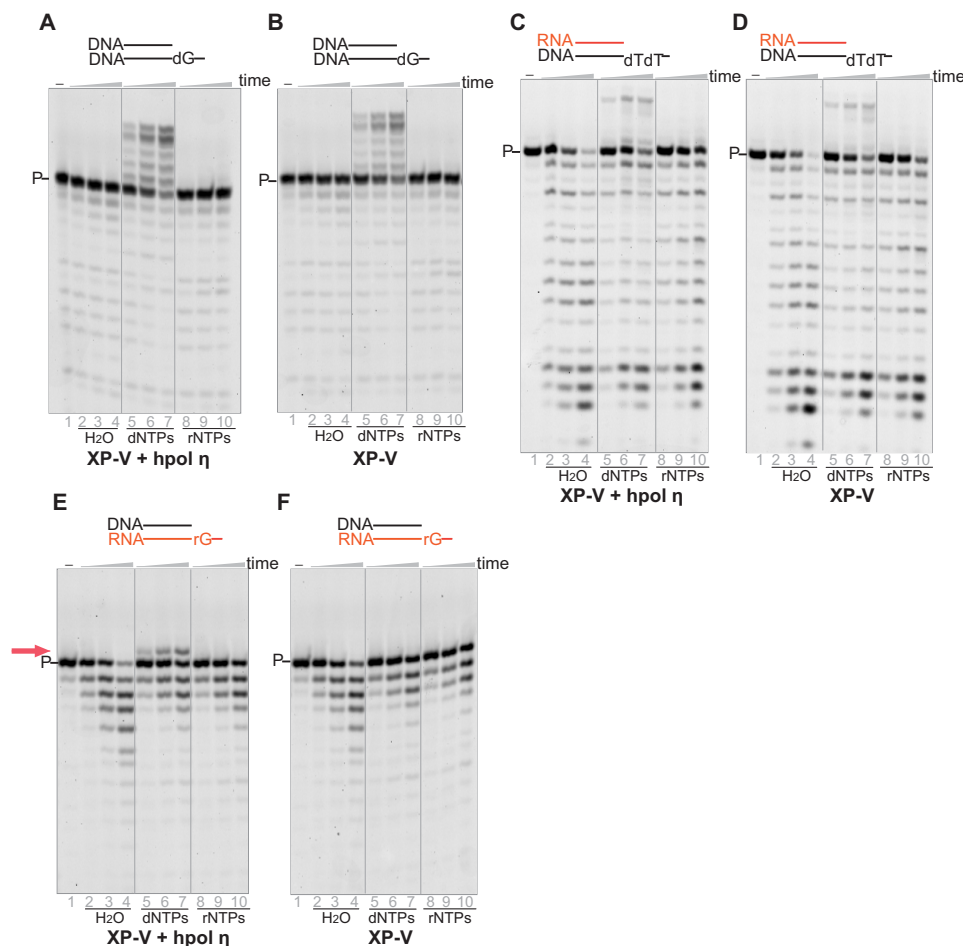 A
DNA
DNA dG
– time
P
1 2 3 4 5 6 7 8 9 10
H2O dNTPs rNTPs
XP-V + hpol η
B
DNA
DNA dG
– time
P
1 2 3 4 5 6 7 8 9 10
H2O dNTPs rNTPs
XP-V
C
RNA
DNA dTdT
– time
P
1 2 3 4 5 6 7 8 9 10
H2O dNTPs rNTPs
XP-V + hpol η
D
RNA
DNA dTdT
– time
P
1 2 3 4 5 6 7 8 9 10
H2O dNTPs rNTPs
XP-V
E
DNA
RNA rG
– time
P
1 2 3 4 5 6 7 8 9 10
H2O dNTPs rNTPs
XP-V + hpol η
F
DNA
RNA rG
– time
P
1 2 3 4 5 6 7 8 9 10
H2O dNTPs rNTPs
XP-V